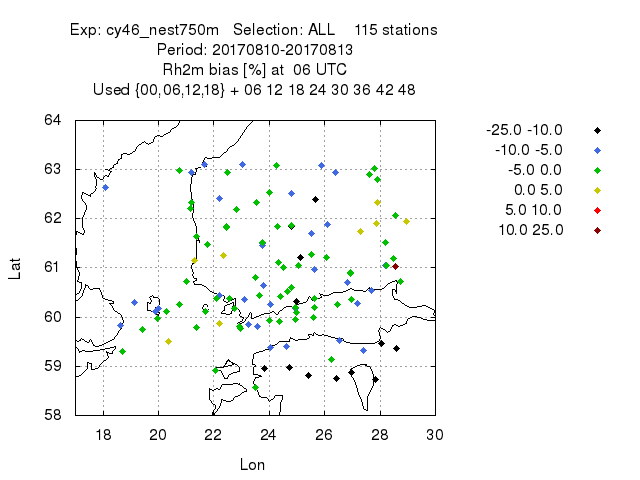 Exp: cy46_nest750m Selection: ALL 115 stations
Period: 20170810-20170813
Rh2m bias [%] at 06 UTC
Used {00,06,12,18} + 06 12 18 24 30 36 42 48
64
63
62
61
60
59
58
Lat
18 20 22 24 26 28 30
Lon
-25.0 -10.0
-10.0 -5.0
-5.0 0.0
0.0 5.0
5.0 10.0
10.0 25.0